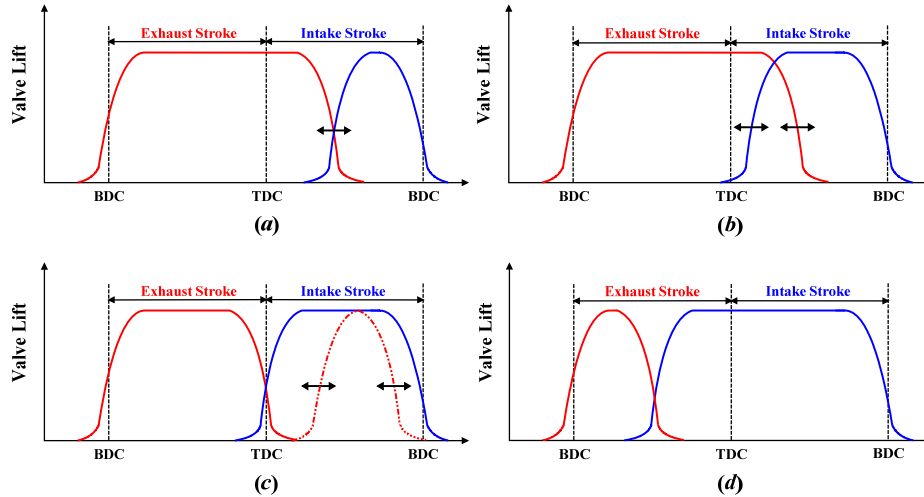 Valve Lift
Exhaust Stroke
Intake Stroke
BDC
TDC
BDC
(a)
Valve Lift
Exhaust Stroke
Intake Stroke
BDC
TDC
BDC
(b)
Valve Lift
Exhaust Stroke
Intake Stroke
BDC
TDC
BDC
(c)
Valve Lift
Exhaust Stroke
Intake Stroke
BDC
TDC
BDC
(d)